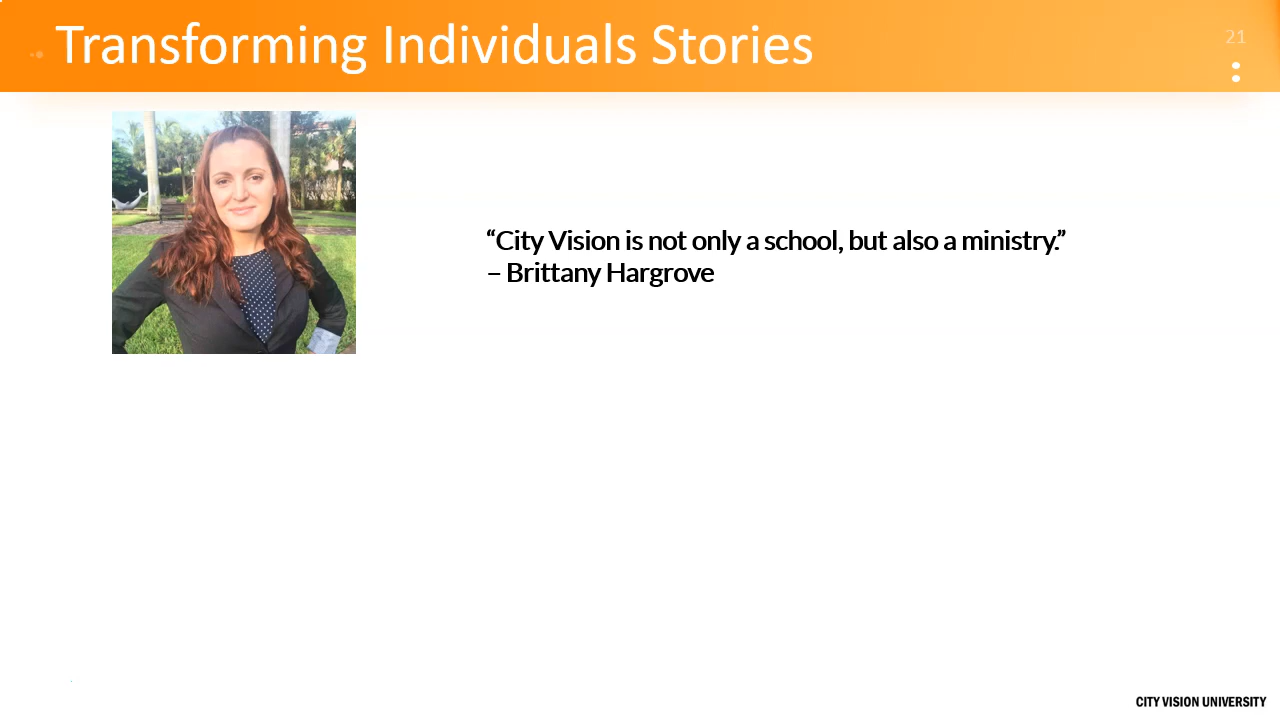 Transforming Individuals Stories
21
“City Vision is not only a school, but also a ministry.”
– Brittany Hargrove
CITY VISION UNIVERSITY